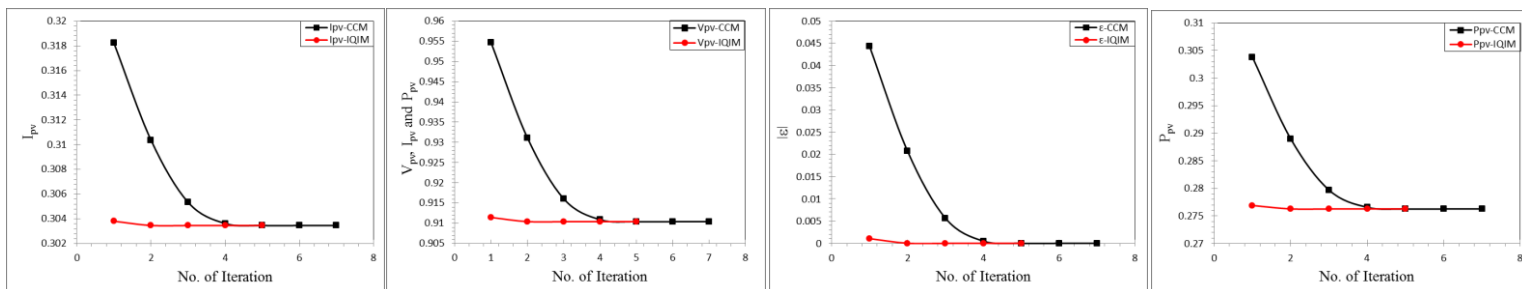 0.32
0.318
0.316
0.314
0.312
0.31
0.308
0.306
0.304
0.302
I_pv
Ipv-CCM
Ipv-IQIM
0 2 4 6 8
No. of Iteration
0.96
0.955
0.95
0.945
0.94
0.935
0.93
0.925
0.92
0.915
0.91
0.905
V_pv, I_pv and P_pv
Vpv-CCM
Vpv-IQIM
0 1 2 3 4 5 6 7 8
No. of Iteration
0.05
0.045
0.04
0.035
0.03
0.025
0.02
0.015
0.01
0.005
0
|ε|
ε-CCM
ε-IQIM
0 2 4 6 8
No. of Iteration
0.31
0.305
0.3
0.295
0.29
0.285
0.28
0.275
0.27
P_pv
Ppv-CCM
Ppv-IQIM
0 2 4 6 8
No. of Iteration